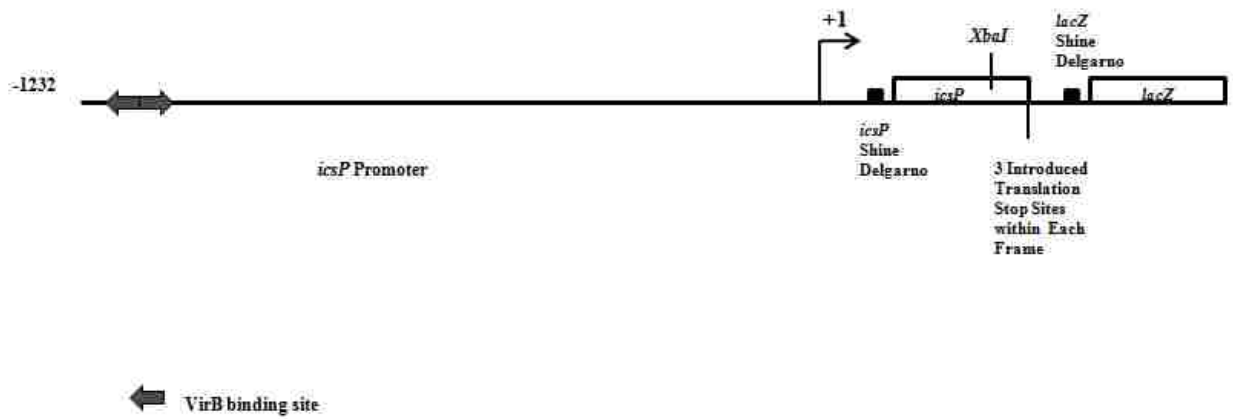 +1
XbaI
lacZ
Shine
Delgarno
-1232
icsP
lacZ
icsP
Shine
Delgarno
icsP Promoter
3 Introduced
Translation
Stop Sites
within Each
Frame
VirB binding site